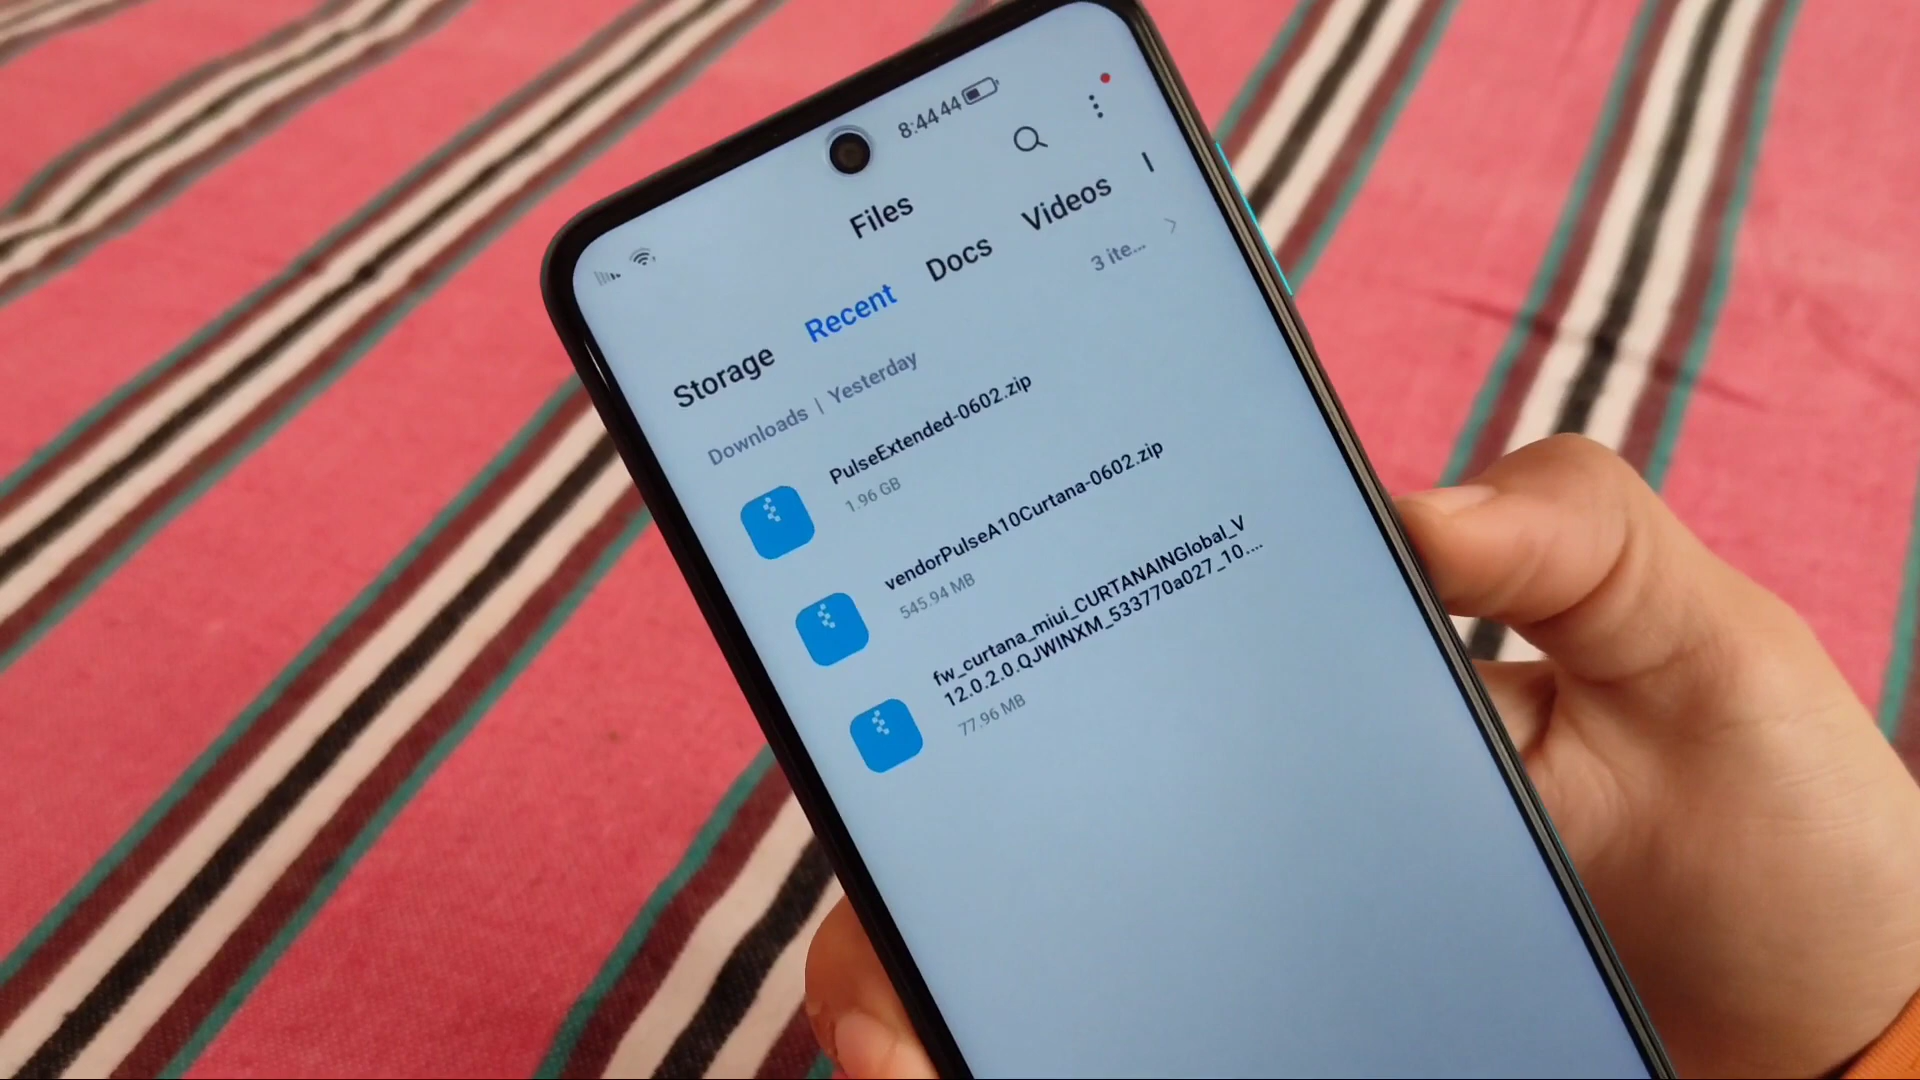 8:44 44
Files
Storage Recent Docs Videos
Downloads | Yesterday 3 ite...
PulseExtended-0602.zip
1.96 GB
vendorPulseA10Curtana-0602.zip
545.94 MB
fw_curtana_miui_CURTANAINGlobal_V
12.0.2.0.QJWINXM_533770a027_10....
77.96 MB